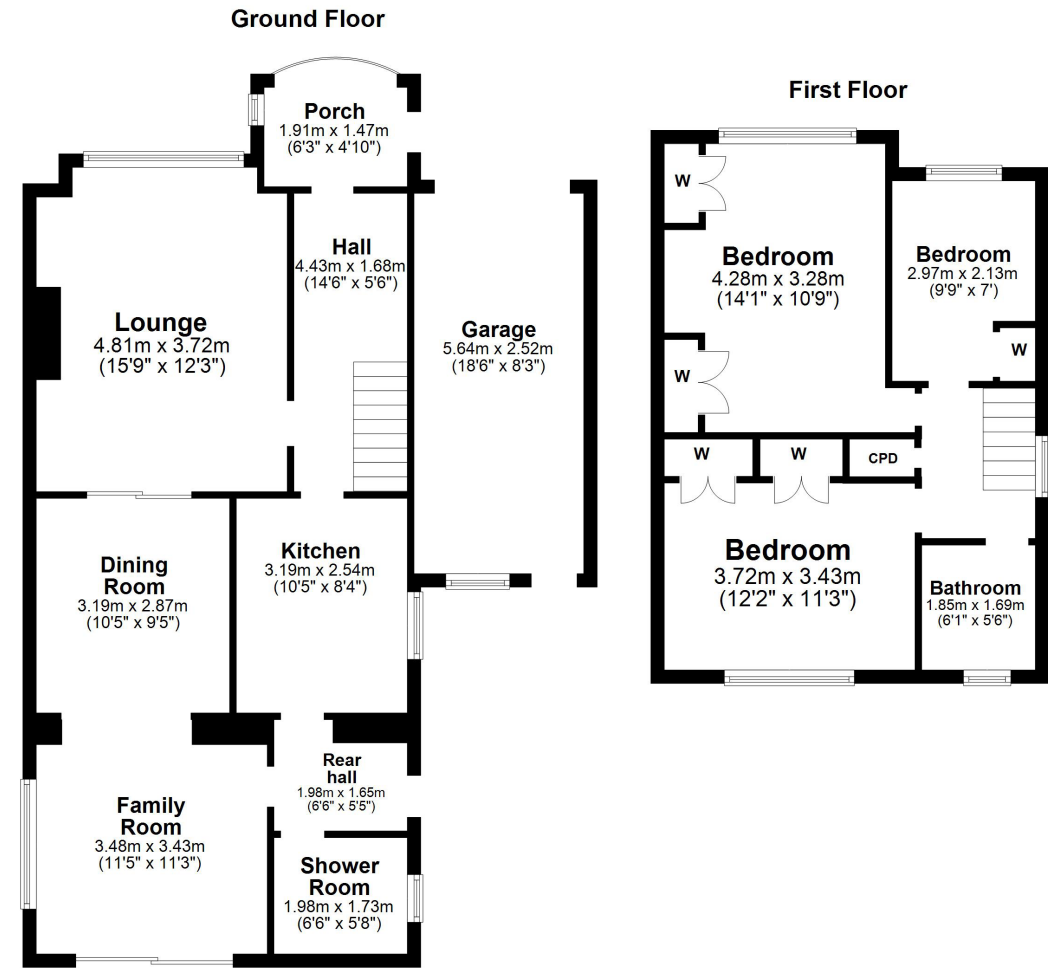 Ground Floor
Porch
1.91m x 1.47m
(6'3" x 4'10")
Hall
4.43m x 1.68m
(14'6" x 5'6")
Lounge
4.81m x 3.72m
(15'9" x 12'3")
Garage
5.64m x 2.52m
(18'6" x 8'3")
Dining
Room
3.19m x 2.87m
(10'5" x 9'5")
Kitchen
3.19m x 2.54m
(10'5" x 8'4")
Rear
hall
1.98m x 1.65m
(6'6" x 5'5")
Family
Room
3.48m x 3.43m
(11'5" x 11'3")
Shower
Room
1.98m x 1.73m
(6'6" x 5'8")
First Floor
W
Bedroom
4.28m x 3.28m
(14'1" x 10'9")
Bedroom
2.97m x 2.13m
(9'9" x 7')
W
W
W
W
CPD
Bedroom
3.72m x 3.43m
(12'2" x 11'3")
Bathroom
1.85m x 1.69m
(6'1" x 5'6")